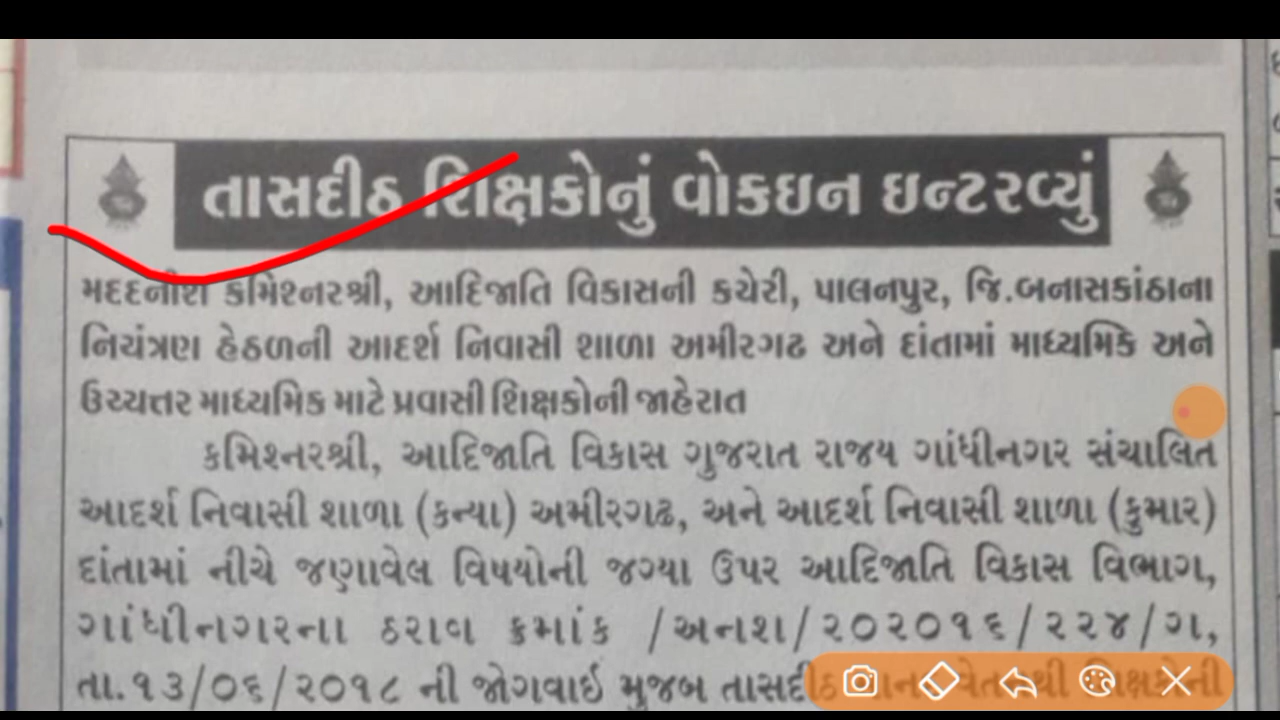 તાસદીઠ શિક્ષકોનું વોકઇન ઇન્ટરવ્યું
મદદનીશ કમિશ્નરશ્રી, આદિજાતિ વિકાસની કચેરી, પાલનપુર, જિ.બનાસકાંઠાના
નિયંત્રણ હેઠળની આદર્શ નિવાસી શાળા અમીરગઢ અને દાંતામાં માધ્યમિક અને
ઉચ્ચત્તર માધ્યમિક માટે પ્રવાસી શિક્ષકોની જાહેરાત
કમિશ્નરશ્રી, આદિજાતિ વિકાસ ગુજરાત રાજય ગાંધીનગર સંચાલિત
આદર્શ નિવાસી શાળા (કન્યા) અમીરગઢ, અને આદર્શ નિવાસી શાળા (કુમાર)
દાંતામાં નીચે જણાવેલ વિષયોની જગ્યા ઉપર આદિજાતિ વિકાસ વિભાગ,
ગાંધીનગરના ઠરાવ ક્રમાંક /અનશ/૨૦૨૦૧૬/૨૨૪/ગ,
તા.૧૩/૦૬/૨૦૧૮ ની જોગવાઇ મુજબ તાસદીઠ